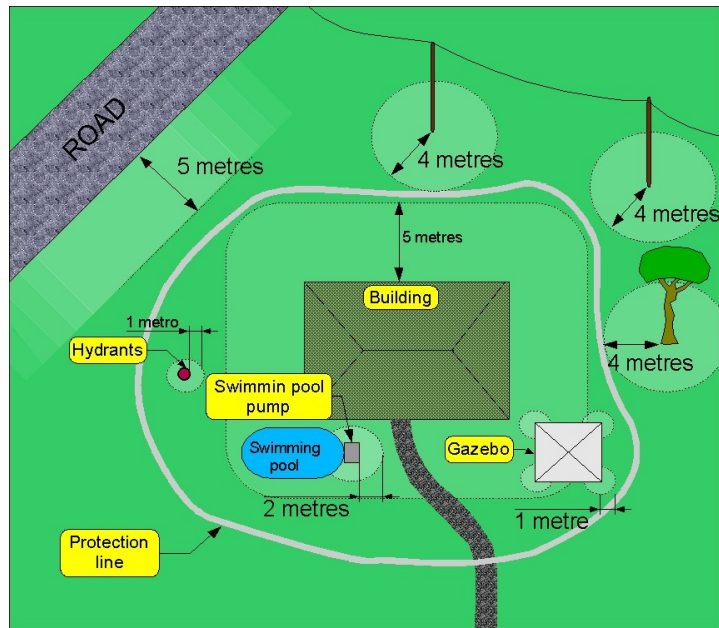 ROAD
5 metres
4 metres
4 metres
5 metres
Building
1 metro
Hydrants
4 metres
Swimmin pool
pump
Swimming
pool
Gazebo
2 metres
1 metre
Protection
line